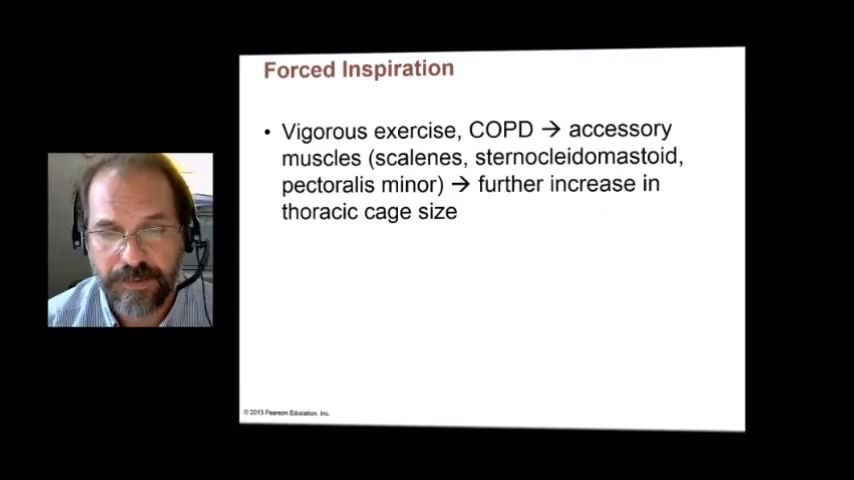 Forced Inspiration
• Vigorous exercise, COPD → accessory
muscles (scalenes, sternocleidomastoid,
pectoralis minor) → further increase in
thoracic cage size
© 2013 Pearson Education, Inc.